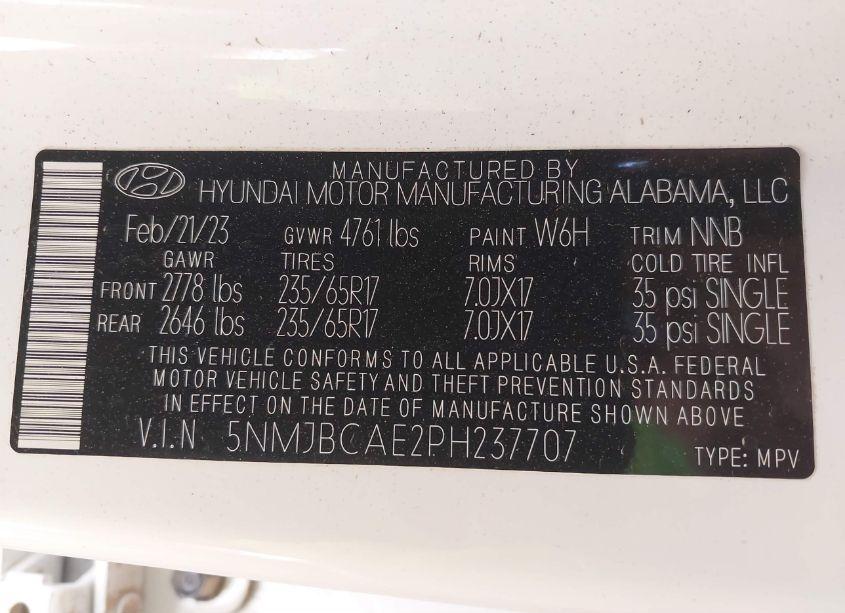 MANUFACTURED BY
HYUNDAI MOTOR MANUFACTURING ALABAMA, LLC
Feb/21/23 GVWR 4761 lbs PAINT W6H TRIM NNB
GAWR TIRES RIMS COLD TIRE INFL
FRONT 2778 lbs 235/65R17 7.0JX17 35 psi SINGLE
REAR 2646 lbs 235/65R17 7.0JX17 35 psi SINGLE
THIS VEHICLE CONFORMS TO ALL APPLICABLE U.S.A. FEDERAL
MOTOR VEHICLE SAFETY AND THEFT PREVENTION STANDARDS
IN EFFECT ON THE DATE OF MANUFACTURE SHOWN ABOVE
V.I.N 5NMJBCAE2PH237707 TYPE: MPV